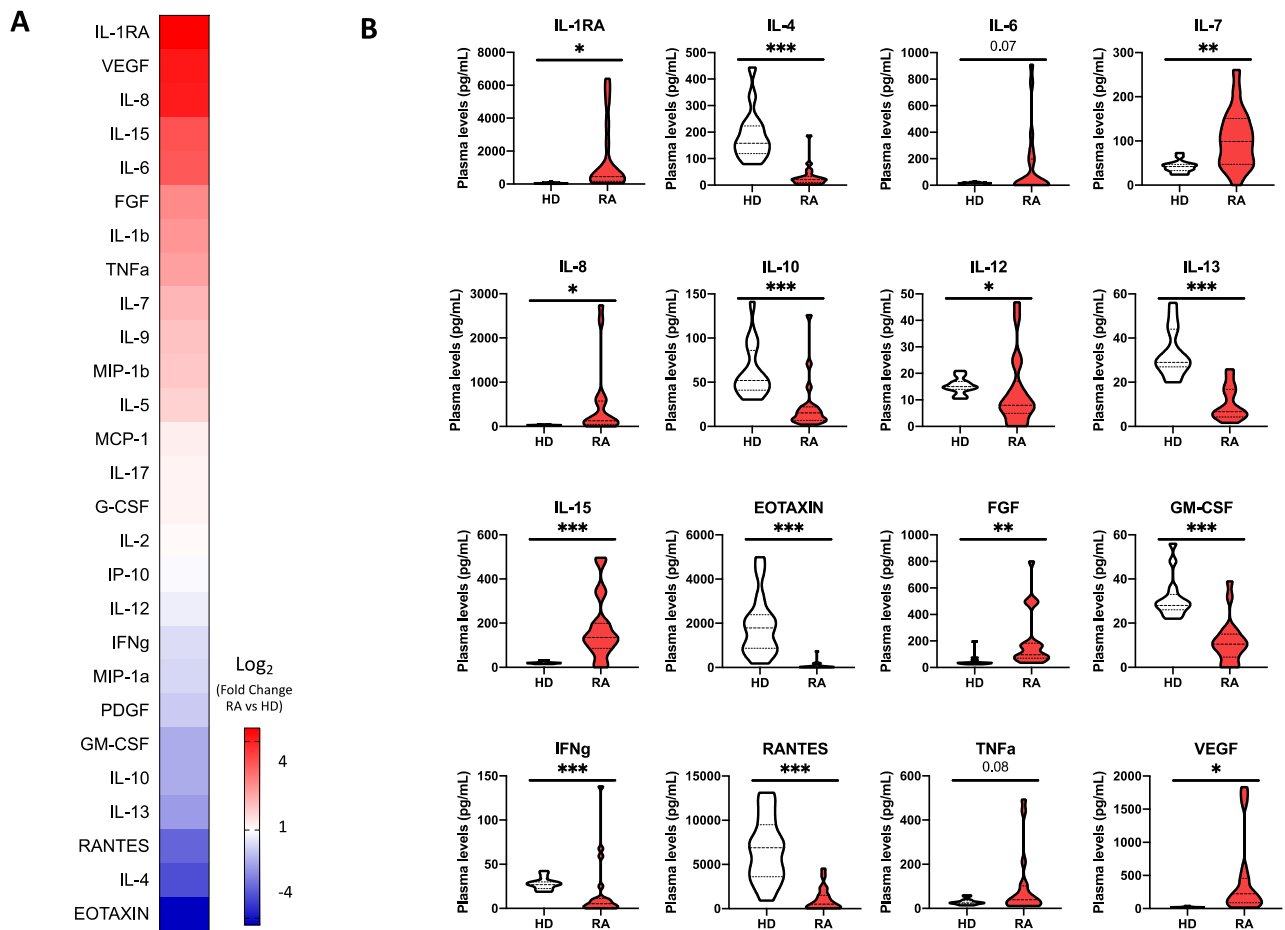 A
IL-1RA
VEGF
IL-8
IL-15
IL-6
FGF
IL-1b
TNFa
IL-7
IL-9
MIP-1b
IL-5
MCP-1
IL-17
G-CSF
IL-2
IP-10
IL-12
IFNg
MIP-1a
PDGF
GM-CSF
IL-10
IL-13
RANTES
IL-4
EOTAXIN
Log2
(Fold Change
RA vs HD)
4
1
-4
B
IL-1RA
*
Plasma levels (pg/mL)
8000
6000
4000
2000
0
HD RA
IL-4
***
Plasma levels (pg/mL)
500
400
300
200
100
0
HD RA
IL-6
0.07
Plasma levels (pg/mL)
1000
800
600
400
200
0
HD RA
IL-7
**
Plasma levels (pg/mL)
300
200
100
0
HD RA
IL-8
*
Plasma levels (pg/mL)
3000
2000
1000
0
HD RA
IL-10
***
Plasma levels (pg/mL)
150
100
50
0
HD RA
IL-12
*
Plasma levels (pg/mL)
50
40
30
20
10
0
HD RA
IL-13
***
Plasma levels (pg/mL)
60
40
20
0
HD RA
IL-15
***
Plasma levels (pg/mL)
600
400
200
0
HD RA
EOTAXIN
***
Plasma levels (pg/mL)
6000
4000
2000
0
HD RA
FGF
**
Plasma levels (pg/mL)
1000
800
600
400
200
0
HD RA
GM-CSF
***
Plasma levels (pg/mL)
60
40
20
0
HD RA
IFNg
***
Plasma levels (pg/mL)
150
100
50
0
HD RA
RANTES
***
Plasma levels (pg/mL)
15000
10000
5000
0
HD RA
TNFa
0.08
Plasma levels (pg/mL)
600
400
200
0
HD RA
VEGF
*
Plasma levels (pg/mL)
2000
1500
1000
500
0
HD RA